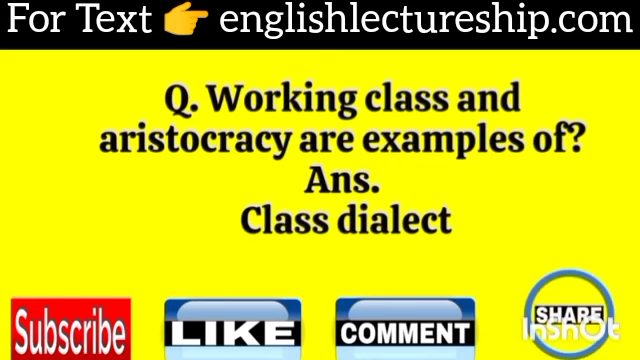 For Text 👉 englishlectureship.com
Q. Working class and
aristocracy are examples of?
Ans.
Class dialect
Subscribe
LIKE
COMMENT
SHARE
InShOt